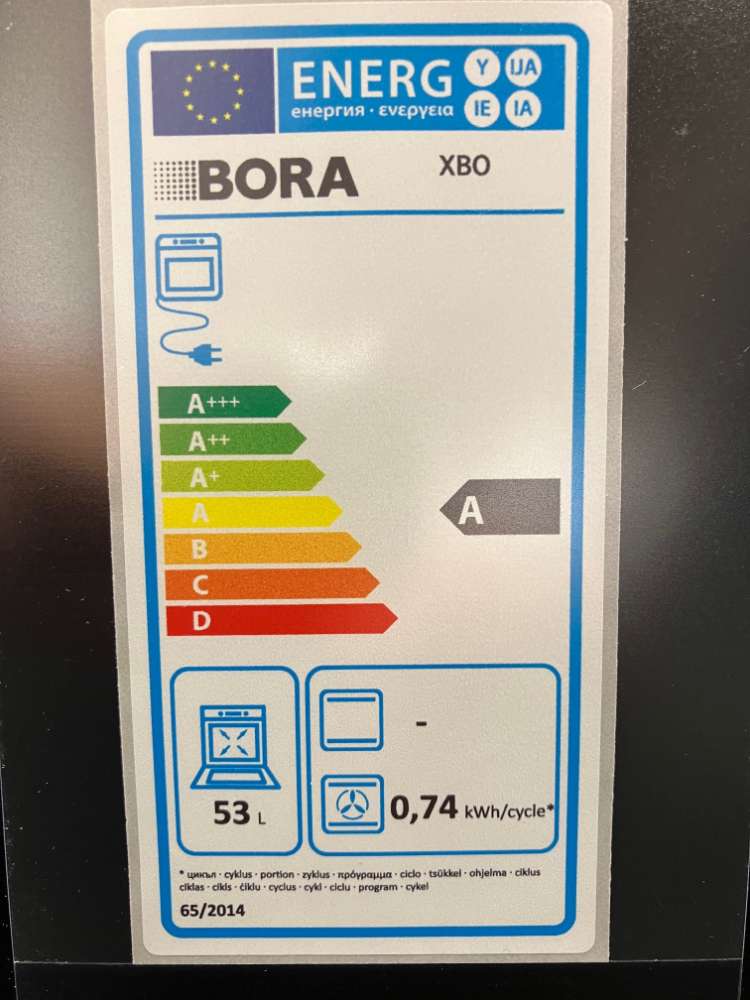 ENERG Y IJA
енергия · ενεργεια IE IA
BORA XBO
A+++
A++
A+
A
A
B
C
D
-
53 L
0,74 kWh/cycle*
* цикъл · cyklus · portion · zyklus · πρόγραμμα · ciclo · tsükkel · ohjelma · ciklus
ciklas · cikls · ċiklu · cyclus · cykl · ciclu · program · cykel
65/2014